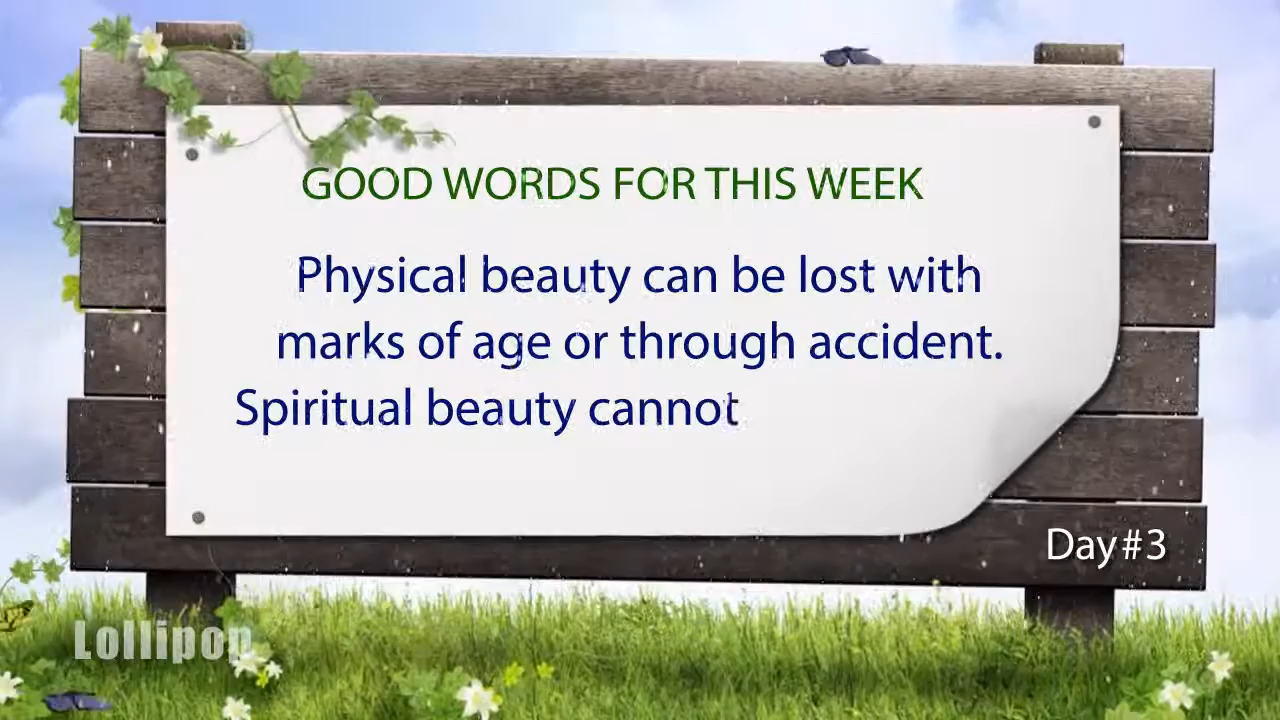 GOOD WORDS FOR THIS WEEK
Physical beauty can be lost with
marks of age or through accident.
Spiritual beauty cannot
Day#3
Lollipop